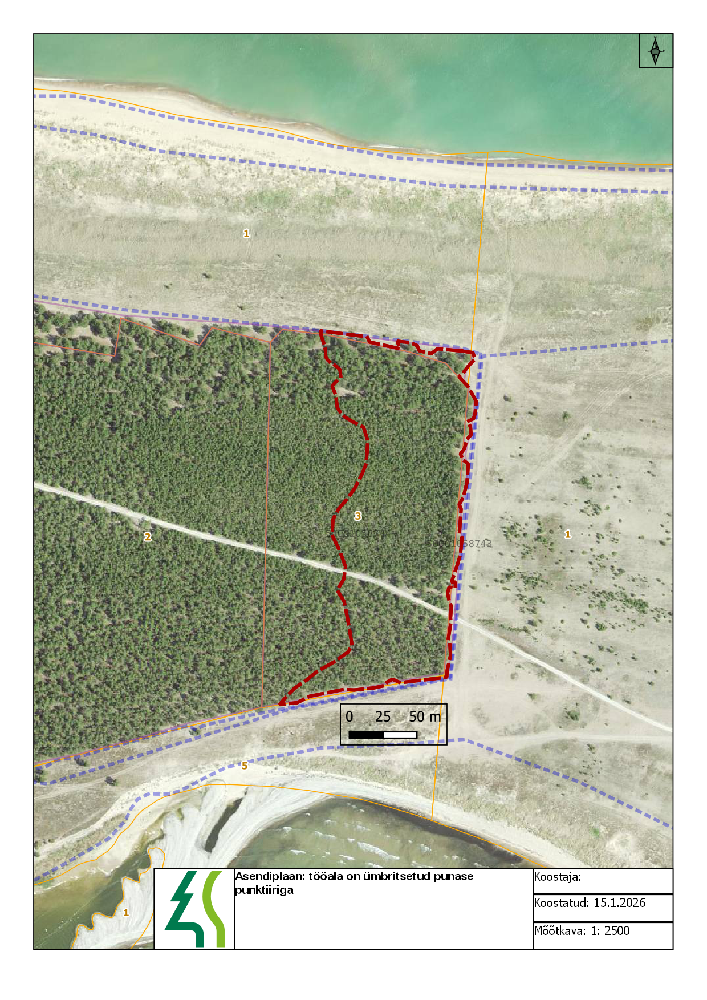 N
E
1
3
2
1
50001058743
0 25 50 m
5
1
Asendiplaan: tööala on ümbritsetud punase
punktiiriga
Koostaja:
Koostatud: 15.1.2026
Mõõtkava: 1: 2500